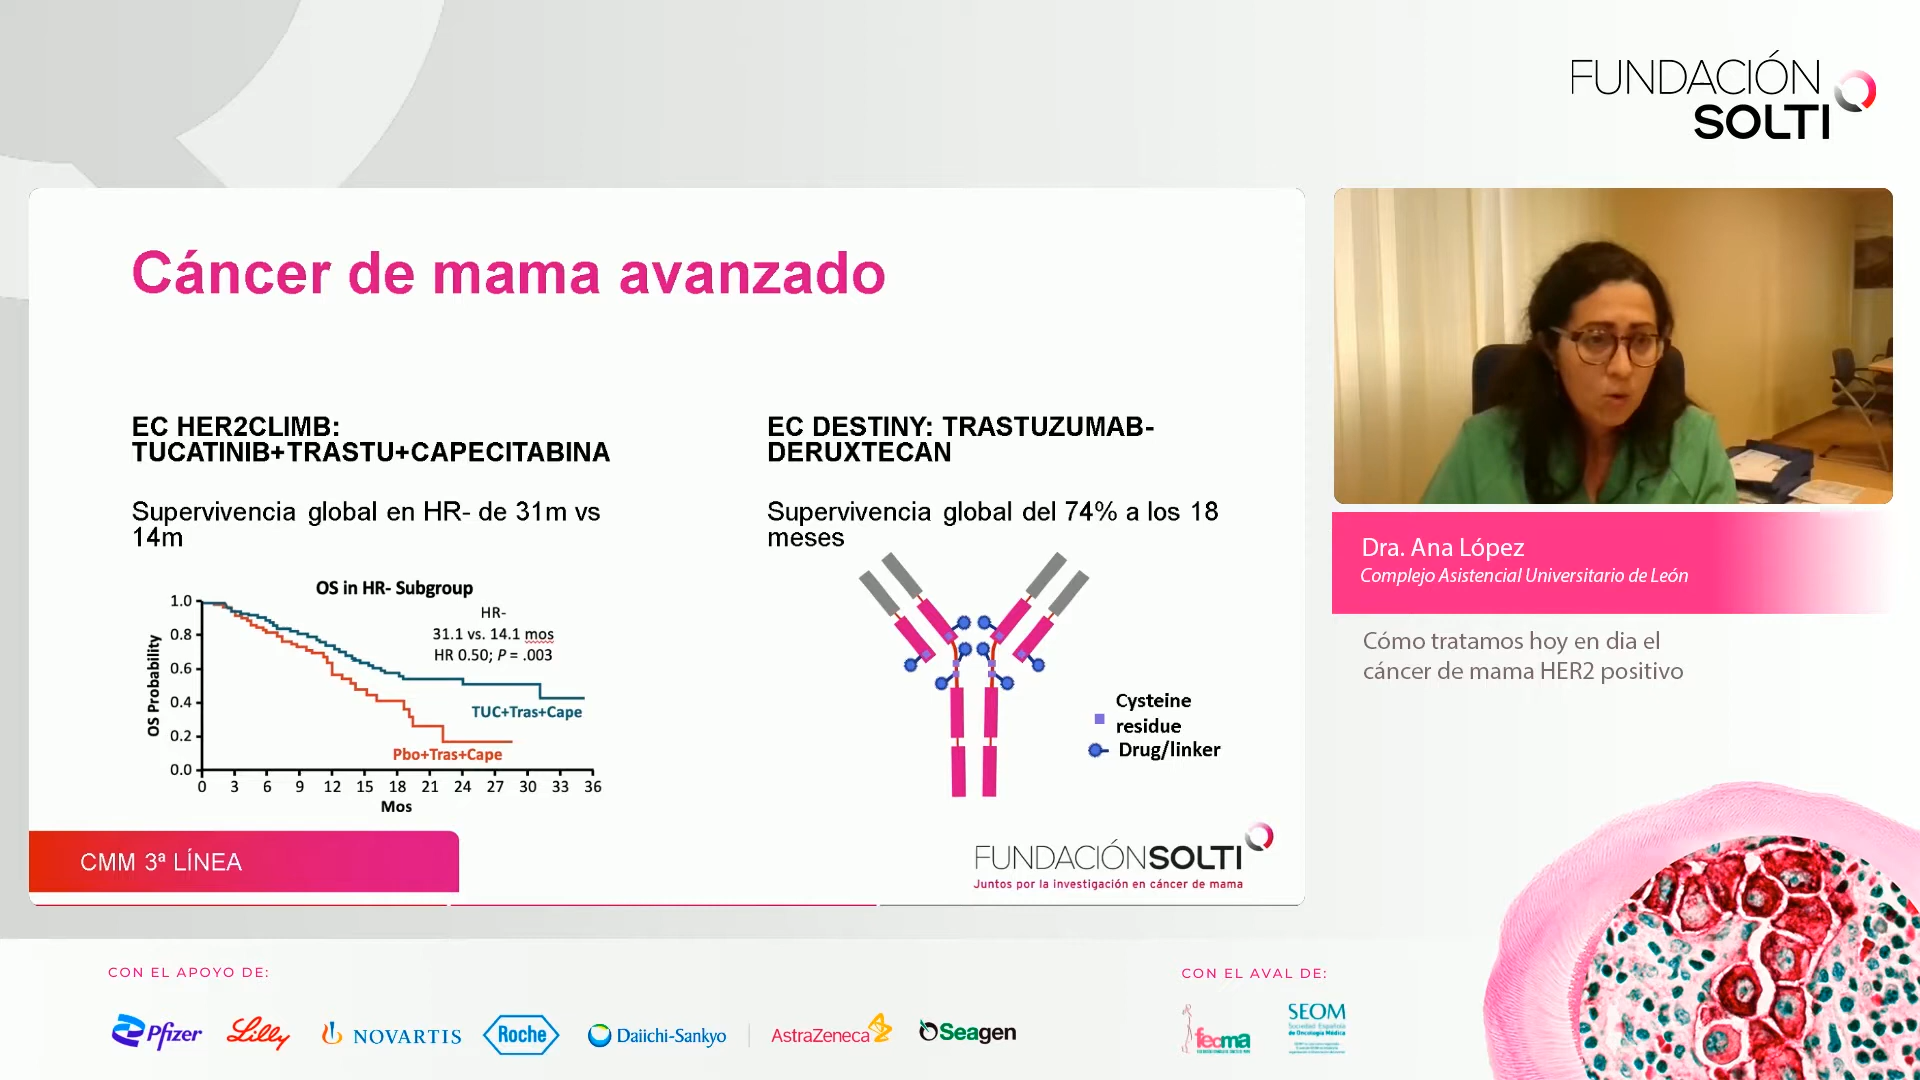 FUNDACIÓN
SOLTI
Cáncer de mama avanzado
EC HER2CLIMB:
TUCATINIB+TRASTU+CAPECITABINA
Supervivencia global en HR- de 31m vs
14m
OS in HR- Subgroup
HR-
31.1 vs. 14.1 mos
HR 0.50; P = .003
OS Probability
1.0
0.8
0.6
0.4
0.2
0.0
TUC+Tras+Cape
Pbo+Tras+Cape
0 3 6 9 12 15 18 21 24 27 30 33 36
Mos
EC DESTINY: TRASTUZUMAB-
DERUXTECAN
Supervivencia global del 74% a los 18
meses
Cysteine
residue
Drug/linker
CMM 3ª LÍNEA
FUNDACIÓNSOLTI
Juntos por la investigación en cáncer de mama
Dra. Ana López
Complejo Asistencial Universitario de León
Cómo tratamos hoy en dia el
cáncer de mama HER2 positivo
CON EL APOYO DE:
Pfizer
Lilly
NOVARTIS
Roche
Daiichi-Sankyo
AstraZeneca
Seagen
CON EL AVAL DE:
fecma
SEOM
Sociedad Española
de Oncología Médica